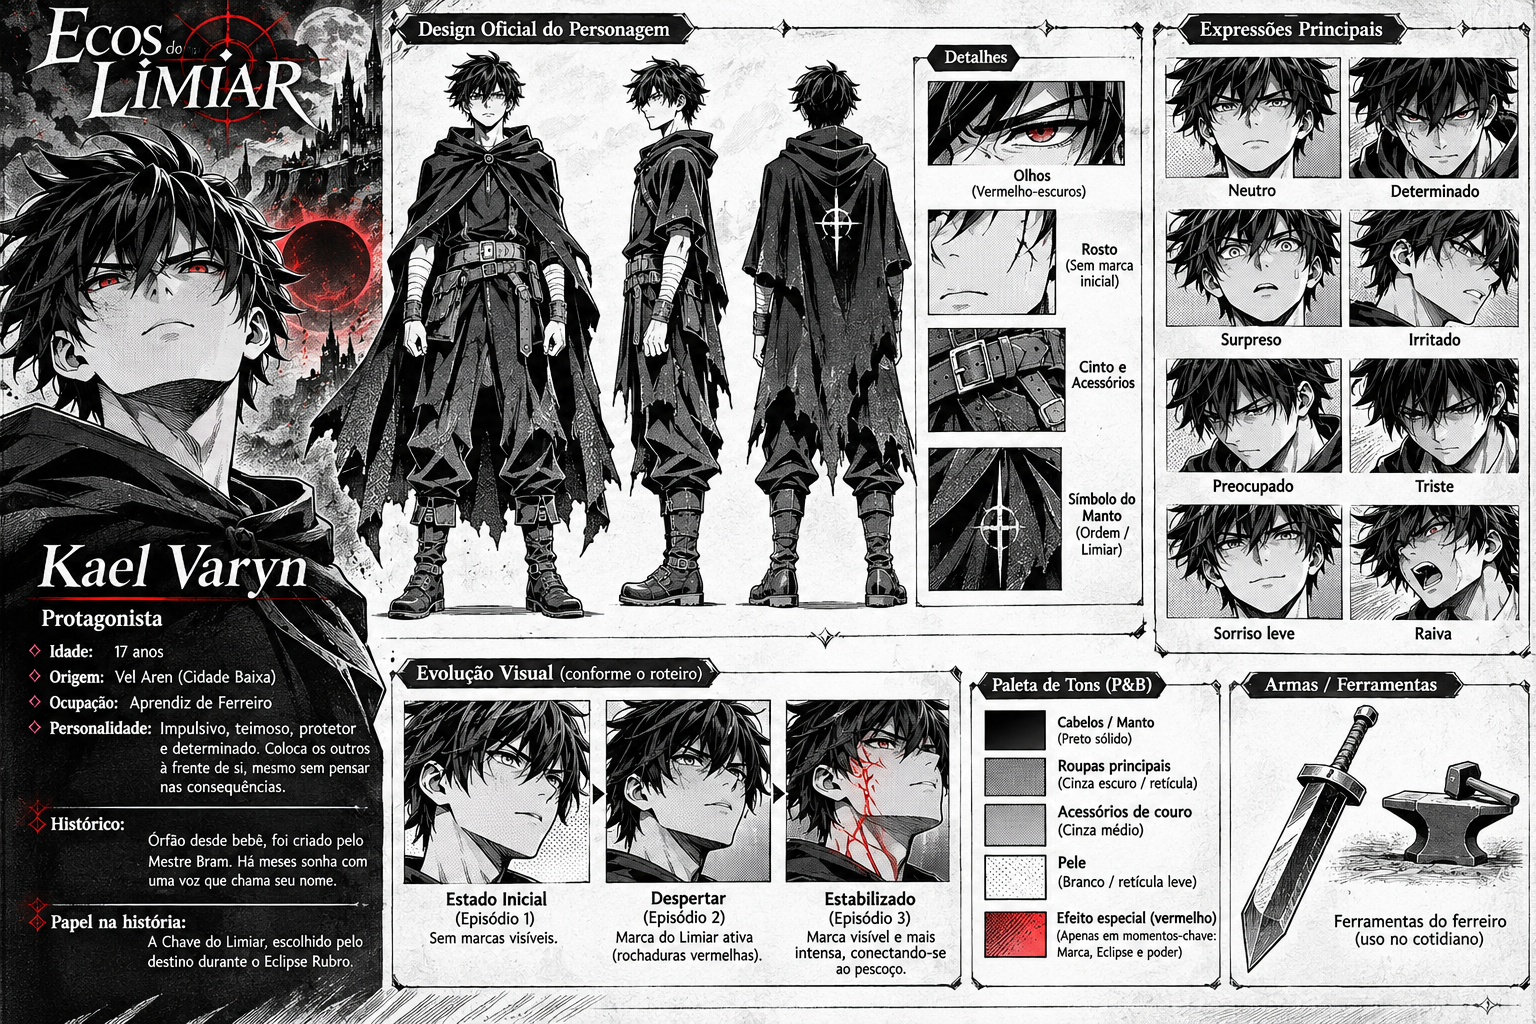 Ecos do
Limiar
Kael Varyn
Protagonista
Idade: 17 anos
Origem: Vel Aren (Cidade Baixa)
Ocupação: Aprendiz de Ferreiro
Personalidade: Impulsivo, teimoso, protetor
e determinado. Coloca os outros
à frente de si, mesmo sem pensar
nas consequências.
Histórico:
Órfão desde bebê, foi criado pelo
Mestre Bram. Há meses sonha com
uma voz que chama seu nome.
Papel na história:
A Chave do Limiar, escolhido pelo
destino durante o Eclipse Rubro.
Design Oficial do Personagem
Detalhes
Olhos
(Vermelho-escuros)
Rosto
(Sem marca
inicial)
Cinto e
Acessórios
Símbolo do
Manto
(Ordem /
Limiar)
Expressões Principais
Neutro
Determinado
Surpreso
Irritado
Preocupado
Triste
Sorriso leve
Raiva
Evolução Visual (conforme o roteiro)
Estado Inicial
(Episódio 1)
Sem marcas visíveis.
Despertar
(Episódio 2)
Marca do Limiar ativa
(rochaduras vermelhas).
Estabilizado
(Episódio 3)
Marca visível e mais
intensa, conectando-se
ao pescoço.
Paleta de Tons (P&B)
Cabelos / Manto
(Preto sólido)
Roupas principais
(Cinza escuro / retícula)
Acessórios de couro
(Cinza médio)
Pele
(Branco / retícula leve)
Efeito especial (vermelho)
(Apenas em momentos-chave:
Marca, Eclipse e poder)
Armas / Ferramentas
Ferramentas do ferreiro
(uso no cotidiano)